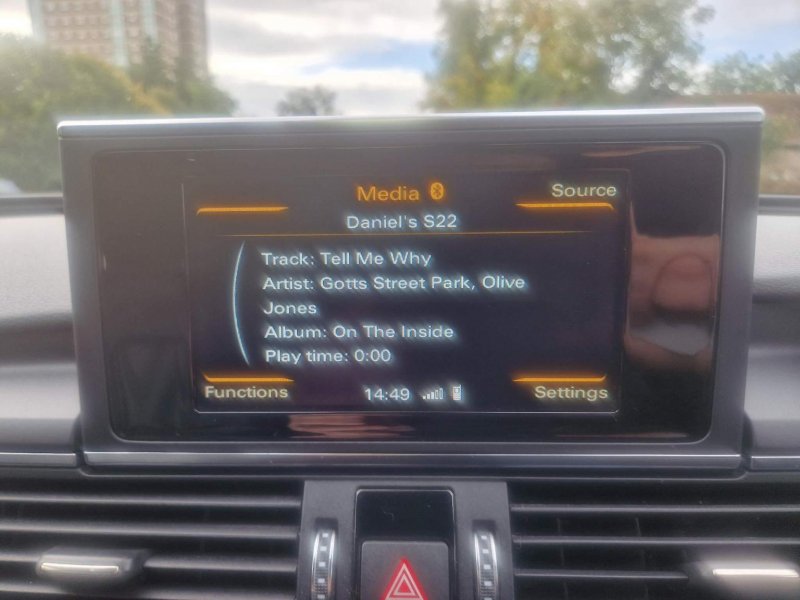 Media
Source
Daniel's S22
Track: Tell Me Why
Artist: Gotts Street Park, Olive
Jones
Album: On The Inside
Play time: 0:00
Functions
14:49
Settings